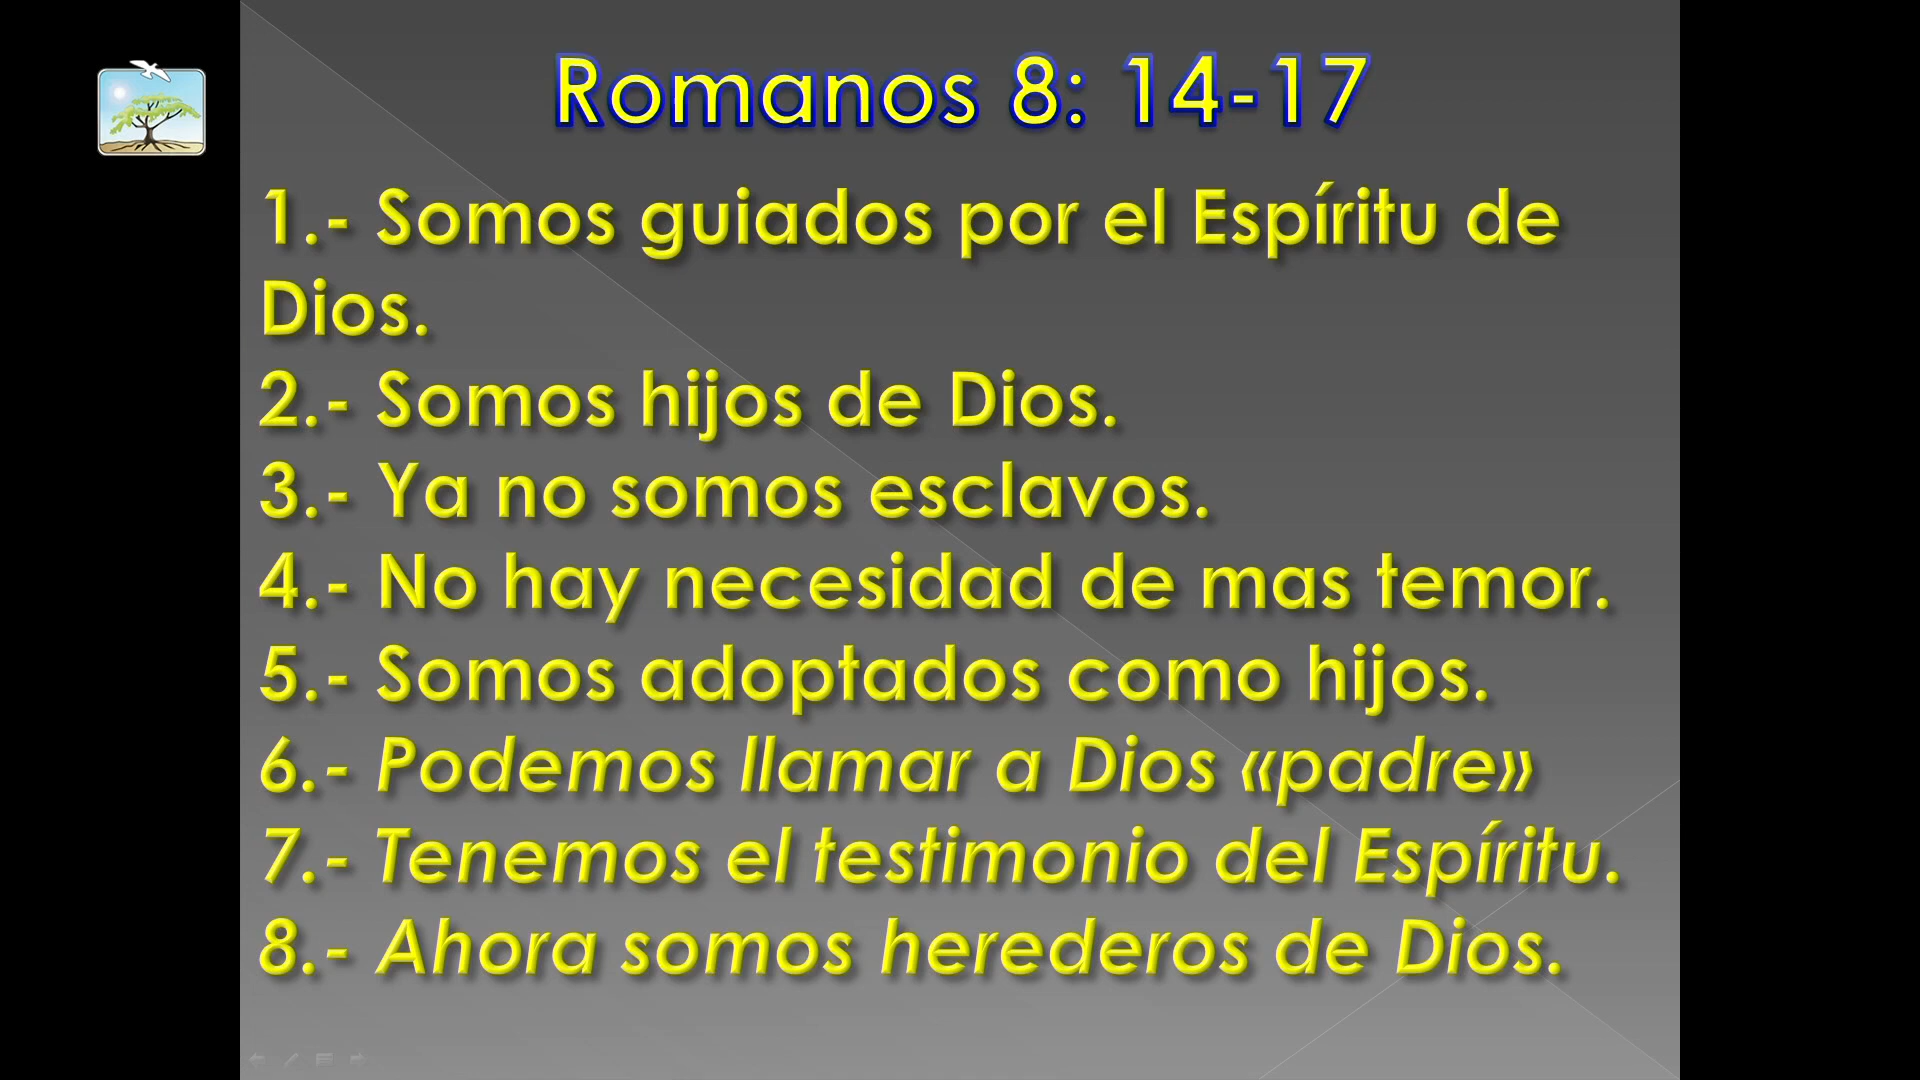 Romanos 8: 14-17
1.- Somos guiados por el Espíritu de
Dios.
2.- Somos hijos de Dios.
3.- Ya no somos esclavos.
4.- No hay necesidad de mas temor.
5.- Somos adoptados como hijos.
6.- Podemos llamar a Dios «padre»
7.- Tenemos el testimonio del Espíritu.
8.- Ahora somos herederos de Dios.